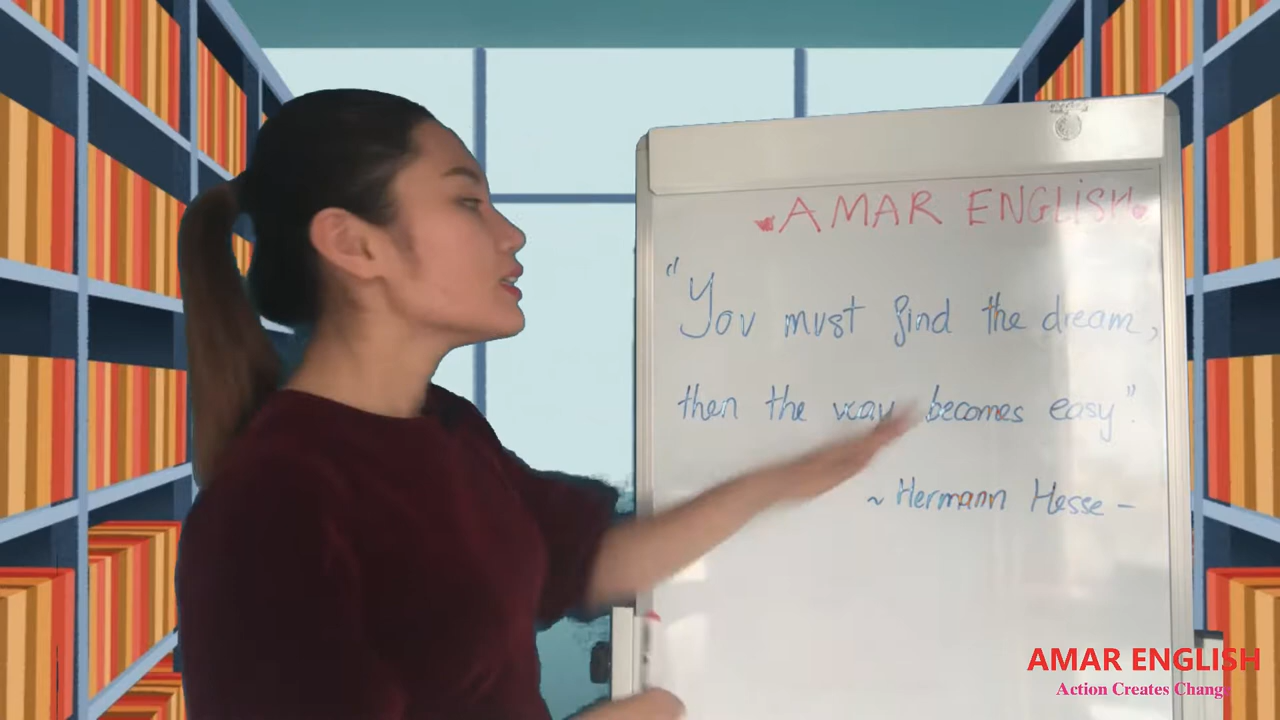 AMAR ENGLISH
"You must find the dream,
then the way becomes easy".
~ Hermann Hesse -
AMAR ENGLISH
Action Creates Change